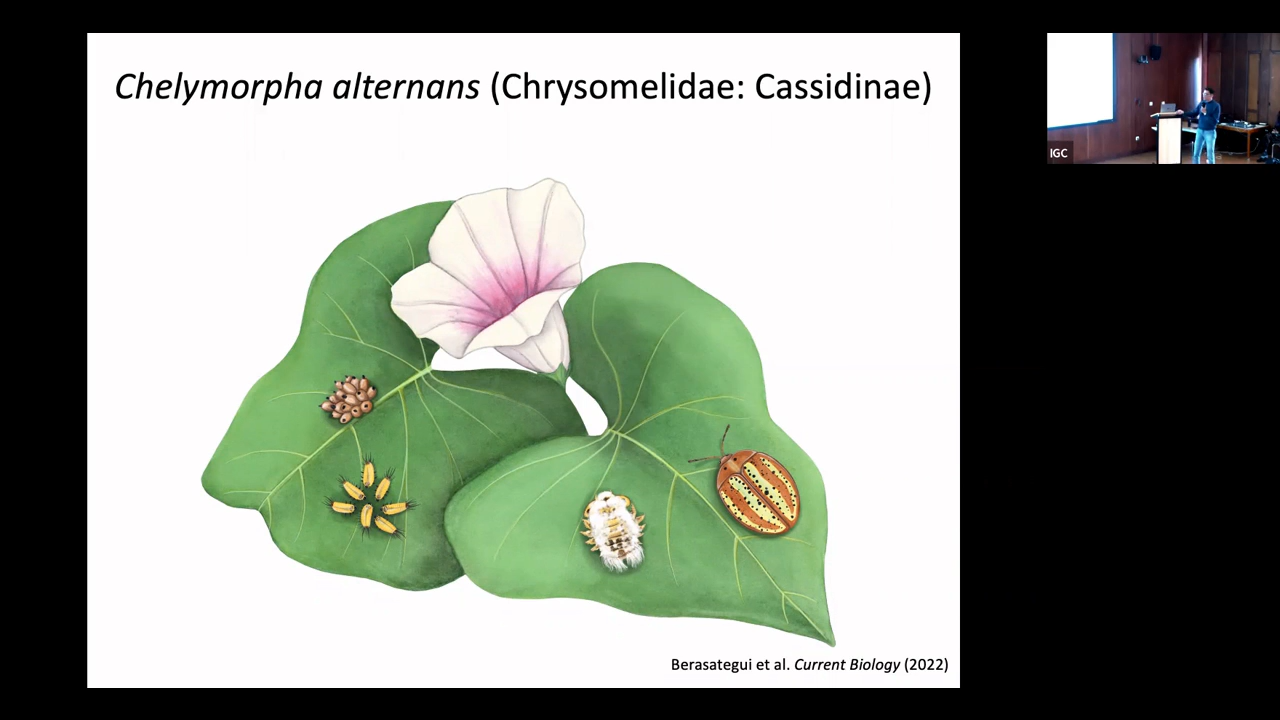 Chelymorpha alternans (Chrysomelidae: Cassidinae)
IGC
Berasategui et al. Current Biology (2022)